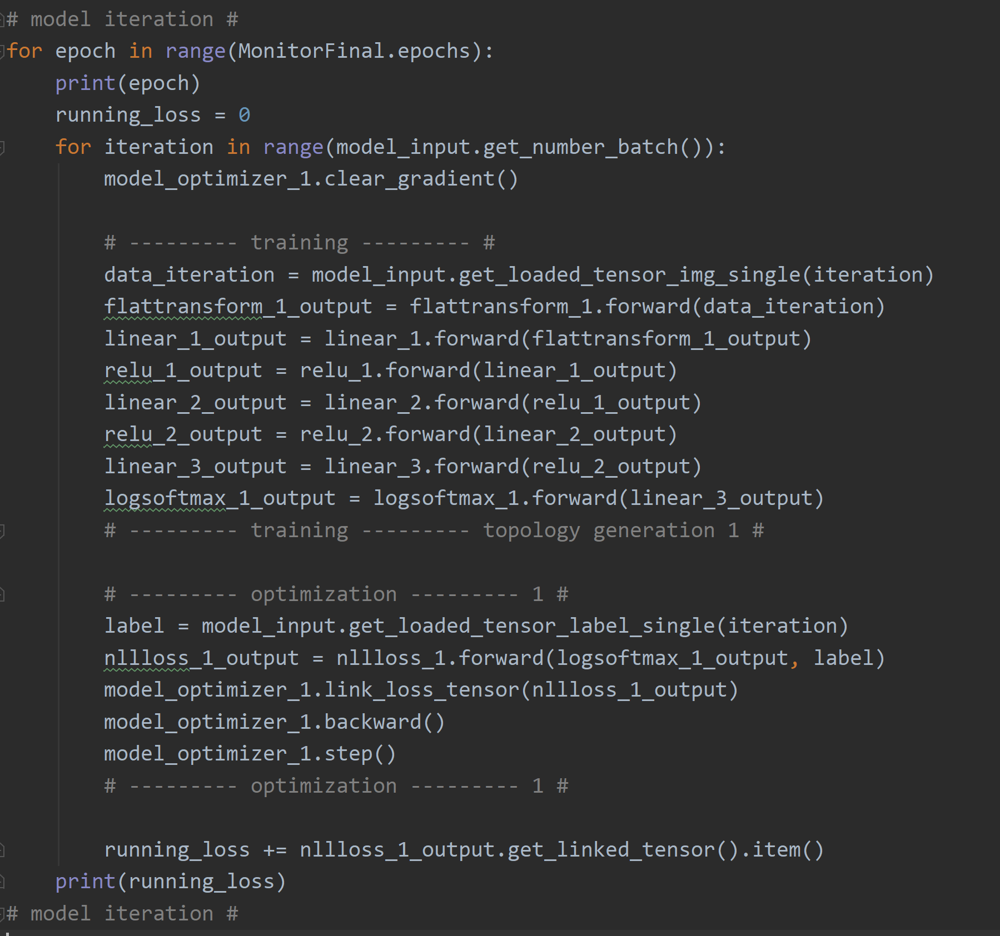 # model iteration #
for epoch in range(MonitorFinal.epochs):
    print(epoch)
    running_loss = 0
    for iteration in range(model_input.get_number_batch()):
        model_optimizer_1.clear_gradient()

        # --------- training --------- #
        data_iteration = model_input.get_loaded_tensor_img_single(iteration)
        flattransform_1_output = flattransform_1.forward(data_iteration)
        linear_1_output = linear_1.forward(flattransform_1_output)
        relu_1_output = relu_1.forward(linear_1_output)
        linear_2_output = linear_2.forward(relu_1_output)
        relu_2_output = relu_2.forward(linear_2_output)
        linear_3_output = linear_3.forward(relu_2_output)
        logsoftmax_1_output = logsoftmax_1.forward(linear_3_output)
        # --------- training --------- topology generation 1 #

        # --------- optimization --------- 1 #
        label = model_input.get_loaded_tensor_label_single(iteration)
        nllloss_1_output = nllloss_1.forward(logsoftmax_1_output, label)
        model_optimizer_1.link_loss_tensor(nllloss_1_output)
        model_optimizer_1.backward()
        model_optimizer_1.step()
        # --------- optimization --------- 1 #

        running_loss += nllloss_1_output.get_linked_tensor().item()
    print(running_loss)
# model iteration #